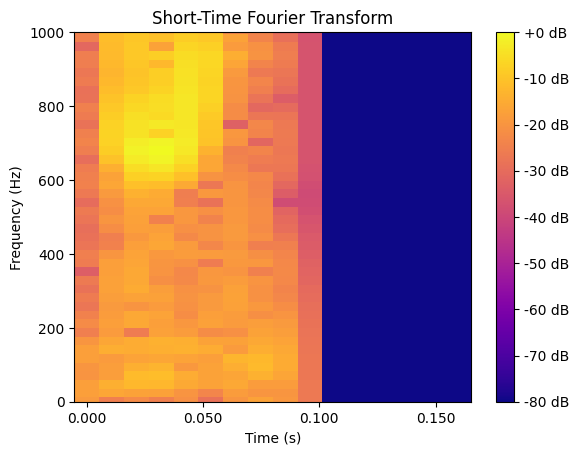 Short-Time Fourier Transform
Frequency (Hz)
1000
800
600
400
200
0
0.000
0.050
0.100
0.150
Time (s)
+0 dB
-10 dB
-20 dB
-30 dB
-40 dB
-50 dB
-60 dB
-70 dB
-80 dB